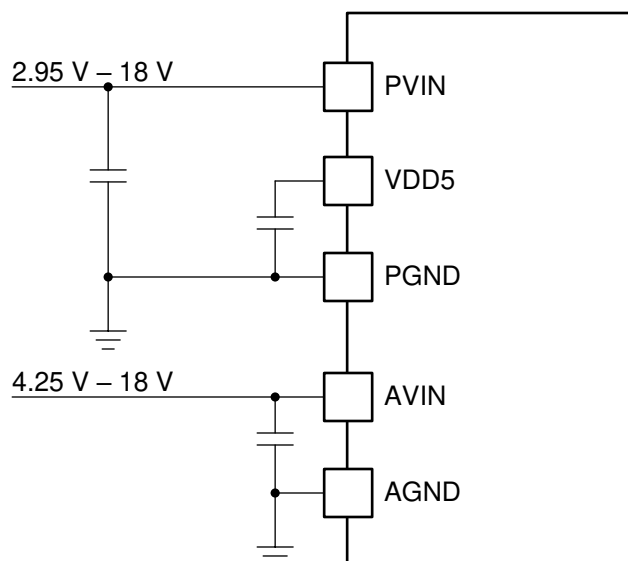 2.95 V – 18 V
PVIN
VDD5
PGND
4.25 V – 18 V
AVIN
AGND